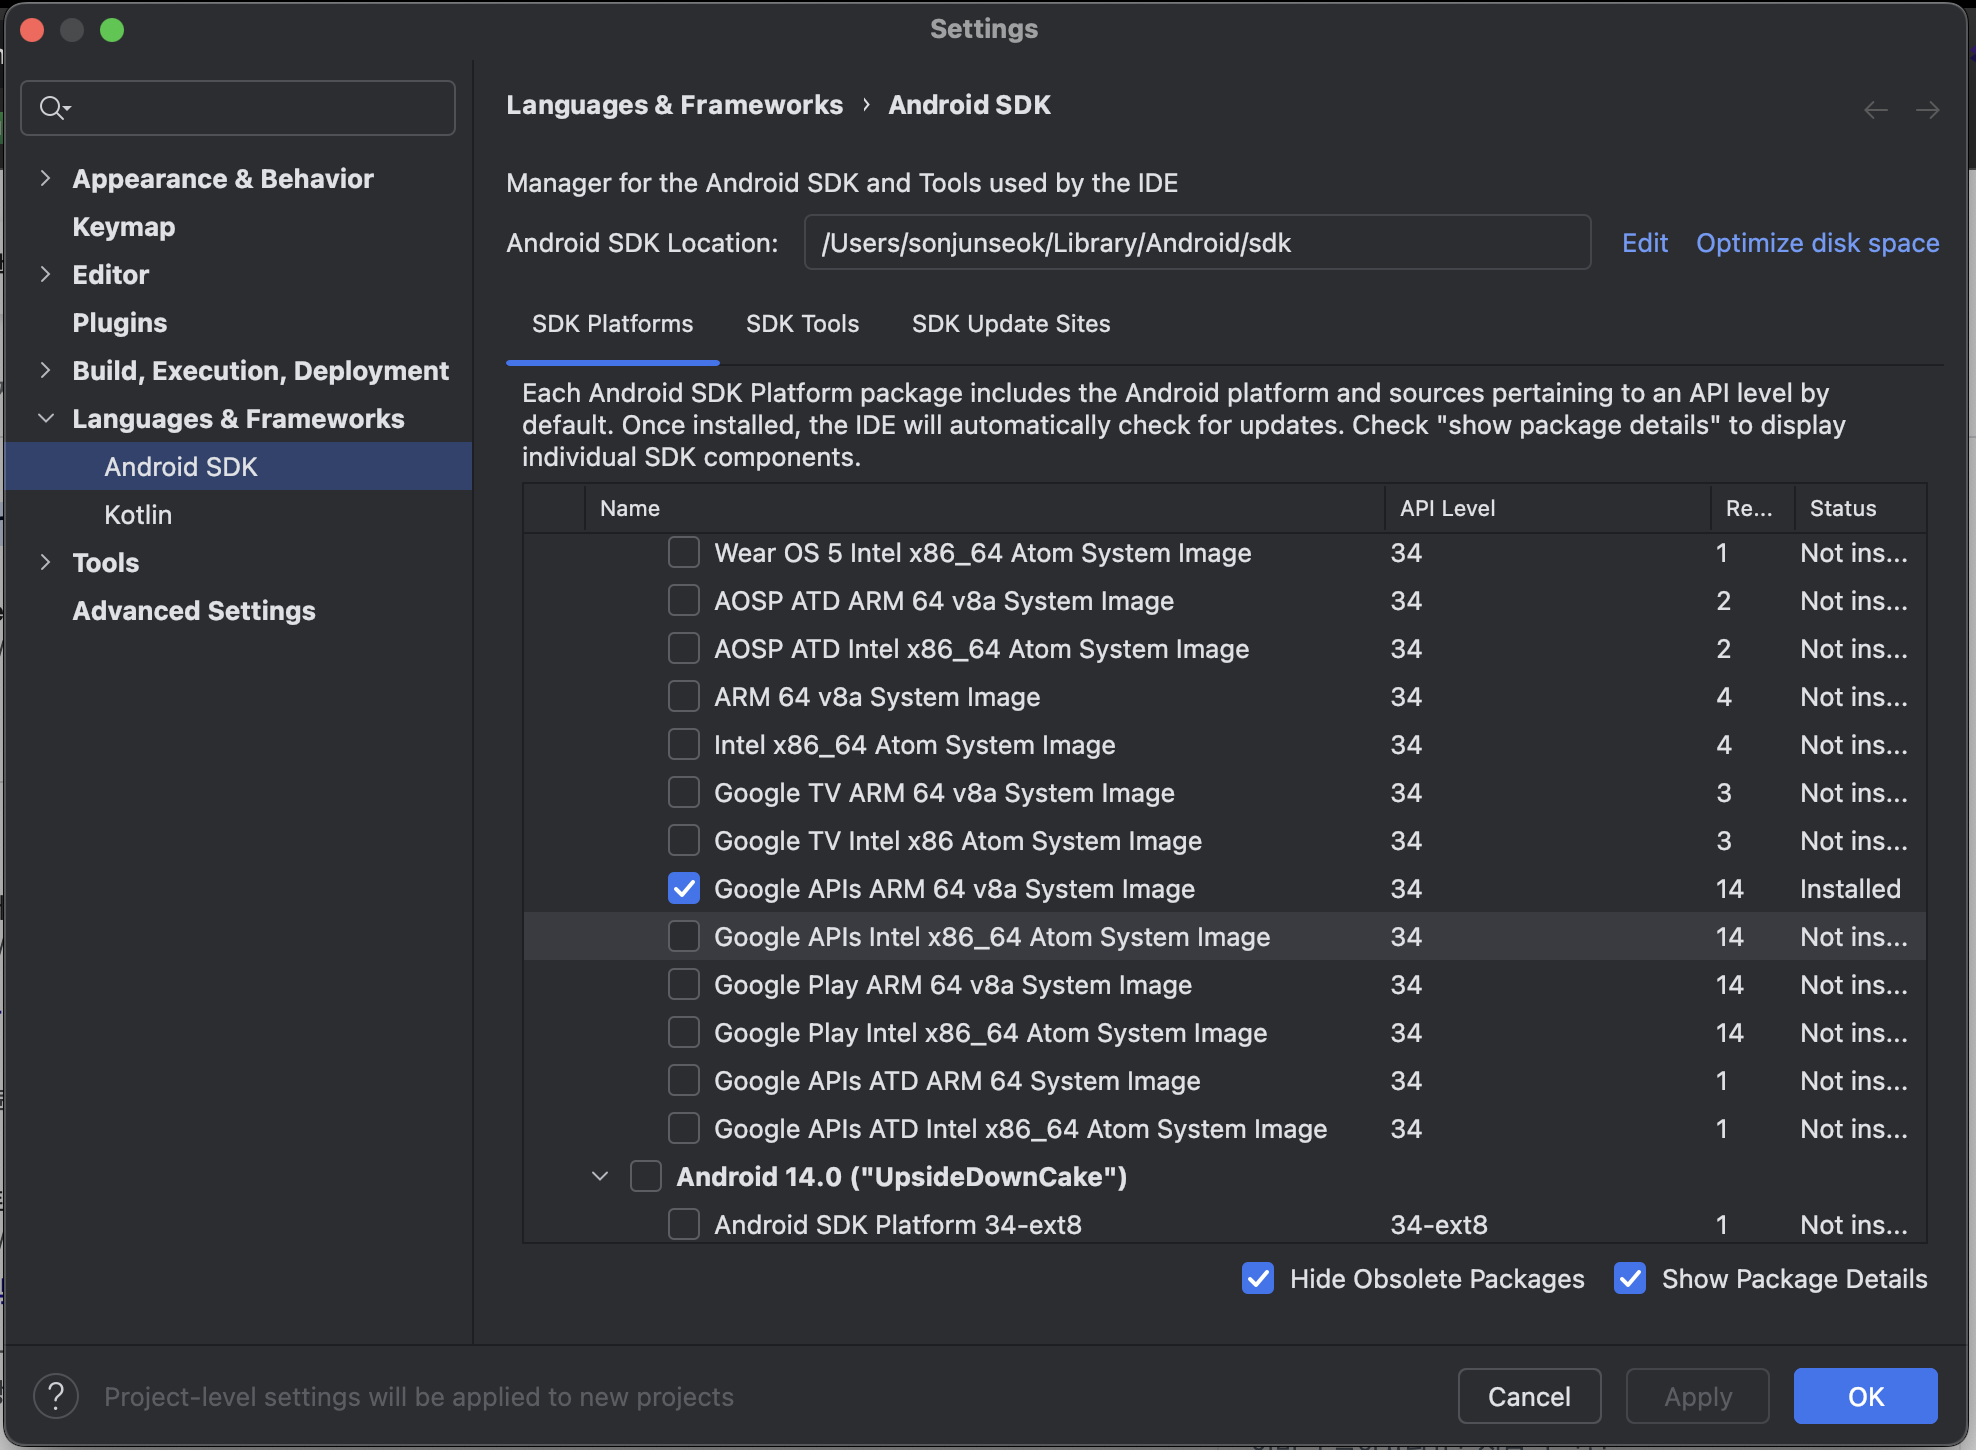 Settings
Appearance & Behavior
Keymap
Editor
Plugins
Build, Execution, Deployment
Languages & Frameworks
Android SDK
Kotlin
Tools
Advanced Settings
Languages & Frameworks › Android SDK
Manager for the Android SDK and Tools used by the IDE
Android SDK Location: /Users/sonjunseok/Library/Android/sdk Edit Optimize disk space
SDK Platforms SDK Tools SDK Update Sites
Each Android SDK Platform package includes the Android platform and sources pertaining to an API level by
default. Once installed, the IDE will automatically check for updates. Check "show package details" to display
individual SDK components.
Name API Level Re... Status
Wear OS 5 Intel x86_64 Atom System Image 34 1 Not ins...
AOSP ATD ARM 64 v8a System Image 34 2 Not ins...
AOSP ATD Intel x86_64 Atom System Image 34 2 Not ins...
ARM 64 v8a System Image 34 4 Not ins...
Intel x86_64 Atom System Image 34 4 Not ins...
Google TV ARM 64 v8a System Image 34 3 Not ins...
Google TV Intel x86 Atom System Image 34 3 Not ins...
Google APIs ARM 64 v8a System Image 34 14 Installed
Google APIs Intel x86_64 Atom System Image 34 14 Not ins...
Google Play ARM 64 v8a System Image 34 14 Not ins...
Google Play Intel x86_64 Atom System Image 34 14 Not ins...
Google APIs ATD ARM 64 System Image 34 1 Not ins...
Google APIs ATD Intel x86_64 Atom System Image 34 1 Not ins...
Android 14.0 ("UpsideDownCake")
Android SDK Platform 34-ext8 34-ext8 1 Not ins...
Hide Obsolete Packages Show Package Details
? Project-level settings will be applied to new projects Cancel Apply OK